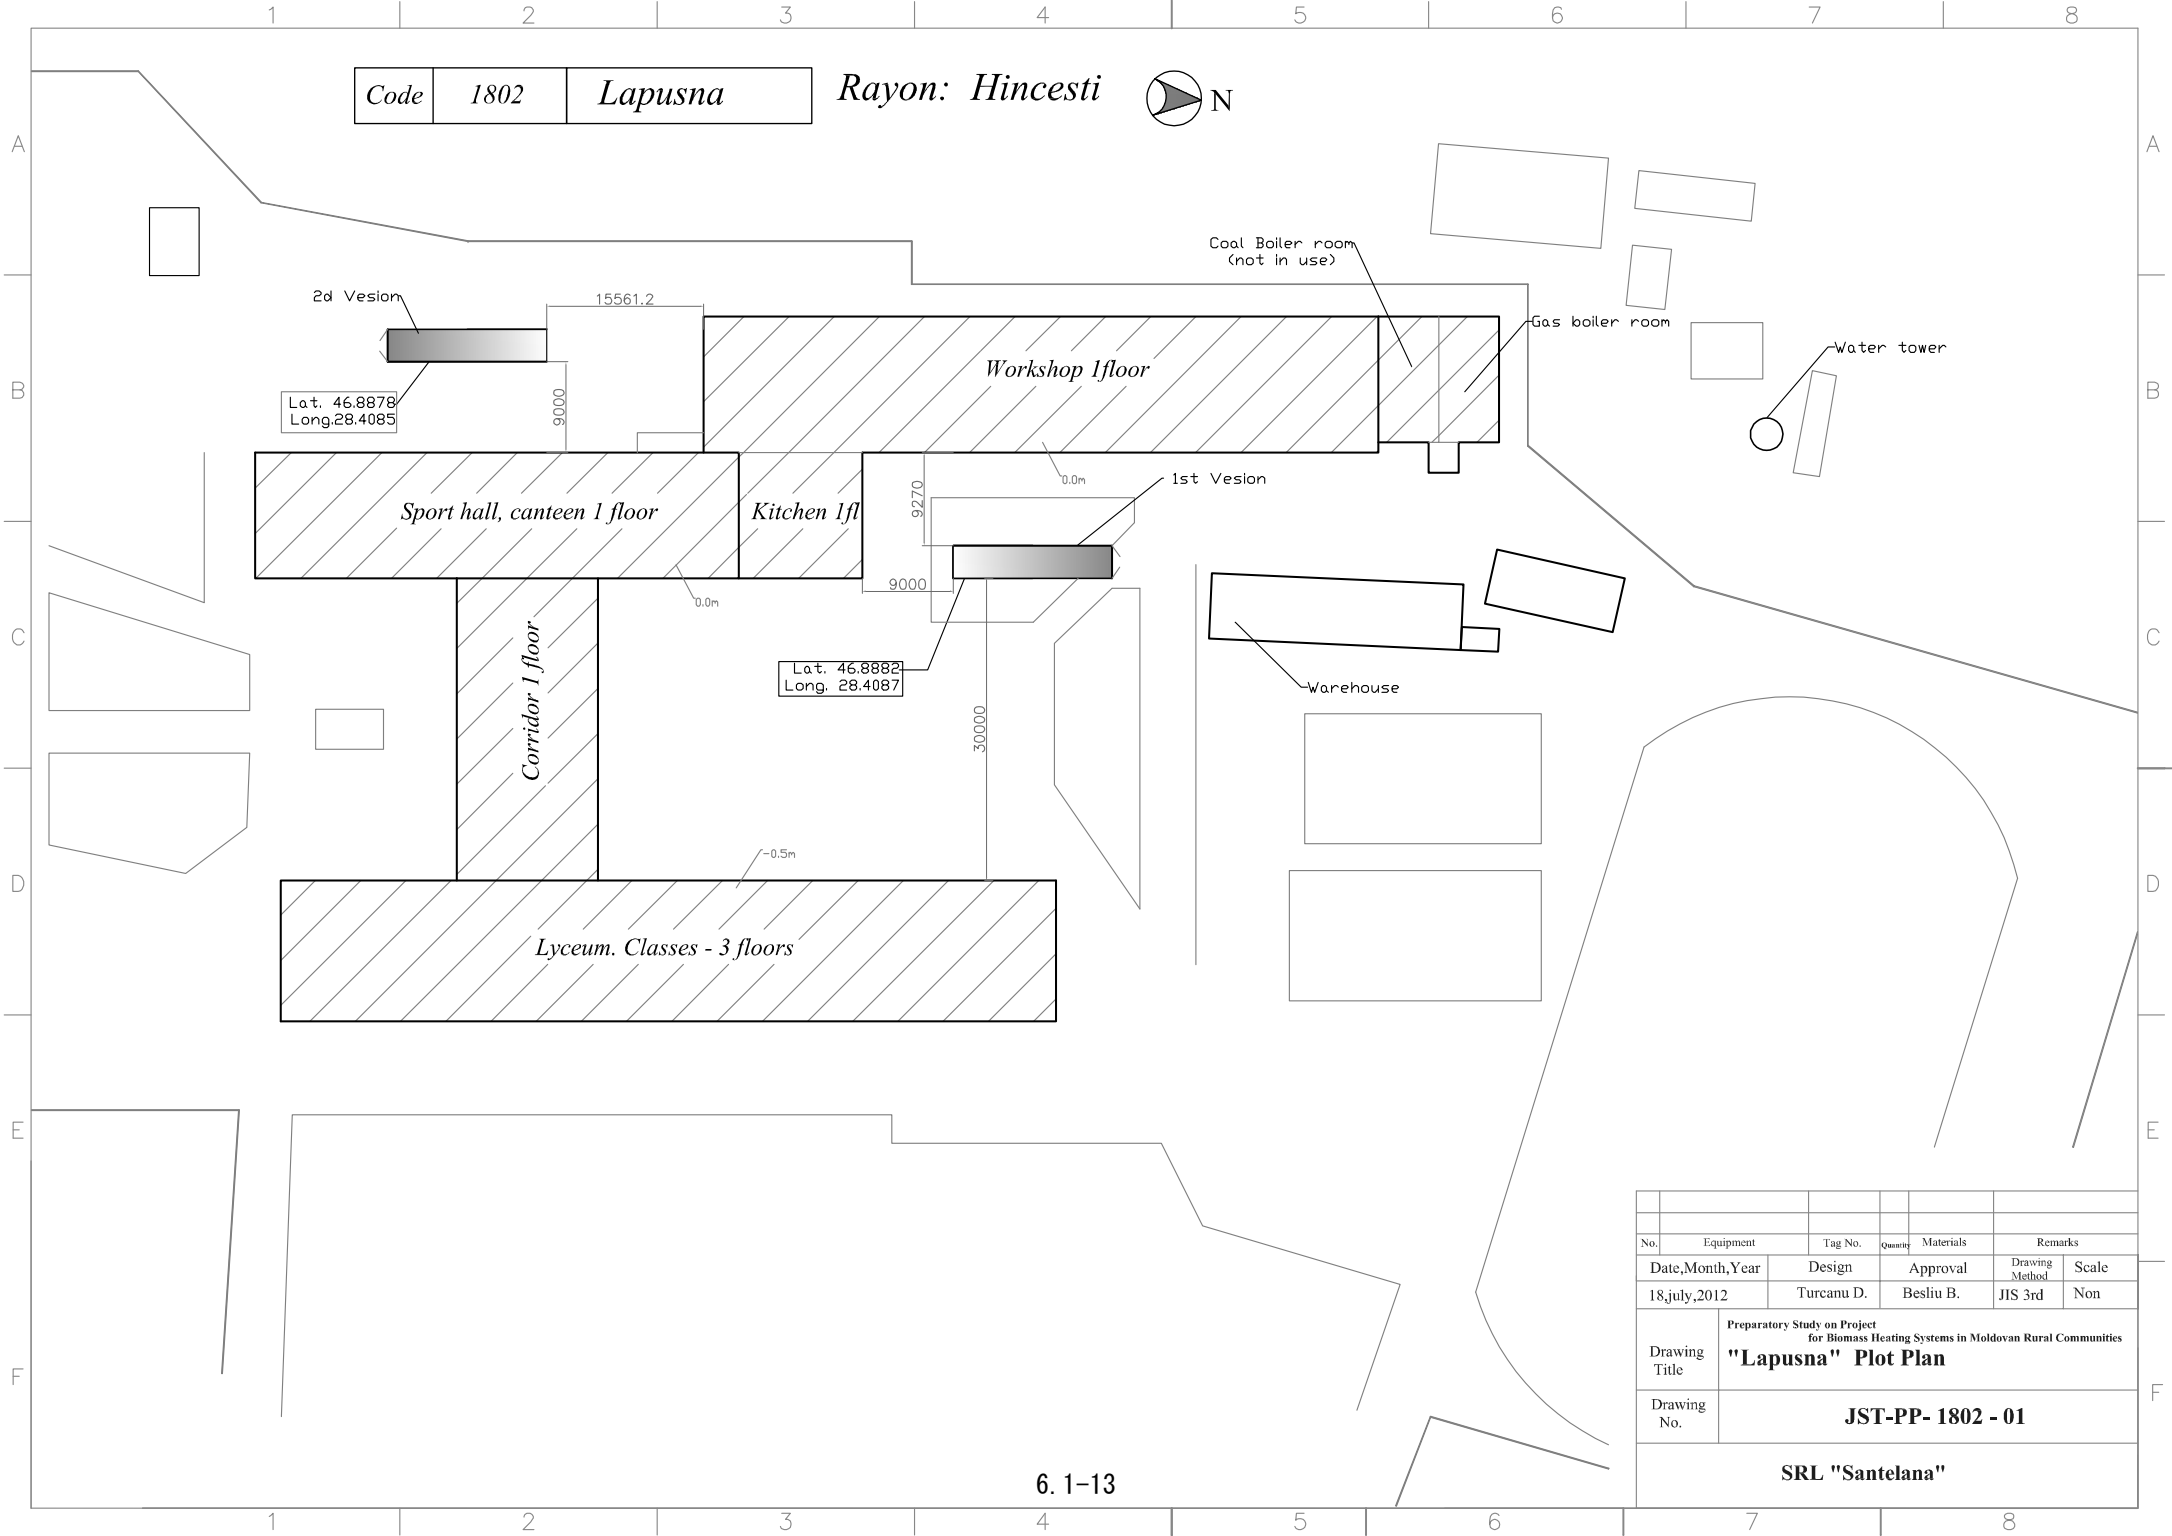 1 2 3 4 5 6 7 8
Code 1802 Lapusna Rayon: Hincesti N
A A
Coal Boiler room
(not in use)
2d Vesion
15561.2
Gas boiler room
Water tower
Workshop 1floor
B B
Lat. 46.8878
Long.28.4085
9000
0.0m
1st Vesion
9270
Sport hall, canteen 1 floor
Kitchen 1fl
9000
0.0m
C C
Corridor 1 floor
Lat. 46.8882
Long. 28.4087
Warehouse
30000
-0.5m
D D
Lyceum. Classes - 3 floors
E E
No. Equipment Tag No. Quantity Materials Remarks
Date,Month,Year Design Approval Drawing Method Scale
18,july,2012 Turcanu D. Besliu B. JIS 3rd Non
Drawing Title
Preparatory Study on Project
for Biomass Heating Systems in Moldovan Rural Communities
"Lapusna" Plot Plan
F F
Drawing No.
JST-PP- 1802 - 01
SRL "Santelana"
6. 1-13
1 2 3 4 5 6 7 8